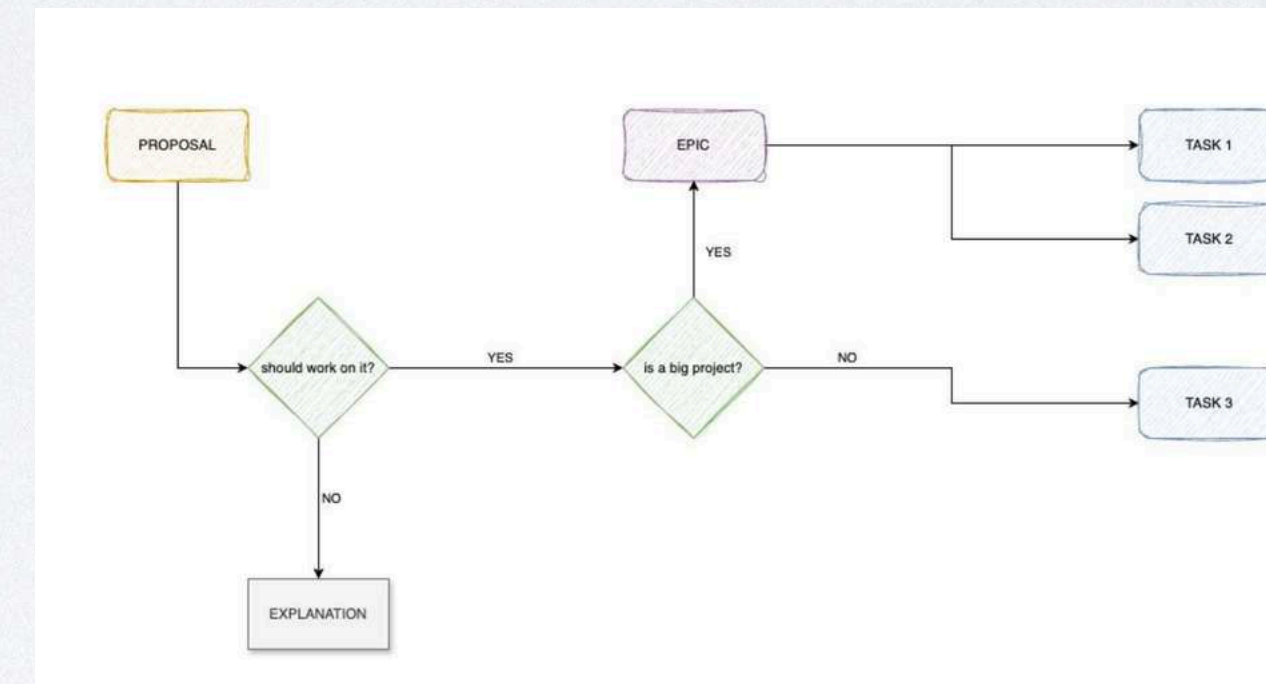 PROPOSAL
EPIC
TASK 1
YES
TASK 2
should work on it?
YES
is a big project?
NO
TASK 3
NO
EXPLANATION